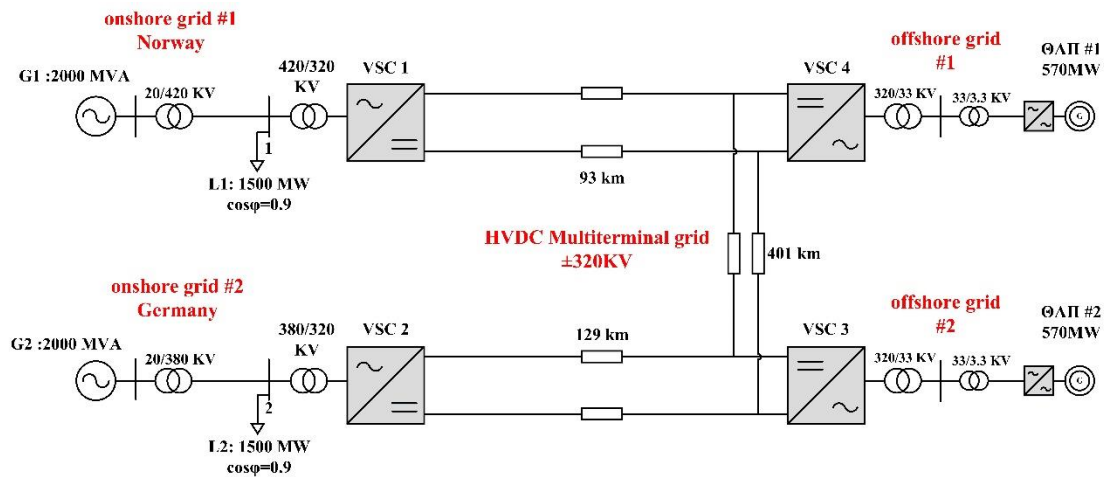 onshore grid #1
Norway
G1 :2000 MVA
20/420 KV
420/320
KV
VSC 1
1
L1: 1500 MW
cosφ=0.9
93 km
VSC 4
offshore grid
#1
320/33 KV
33/3.3 KV
ΘΑΠ #1
570MW
G
HVDC Multiterminal grid
±320KV
401 km
onshore grid #2
Germany
G2 :2000 MVA
20/380 KV
380/320
KV
VSC 2
2
L2: 1500 MW
cosφ=0.9
129 km
VSC 3
offshore grid
#2
320/33 KV
33/3.3 KV
ΘΑΠ #2
570MW
G